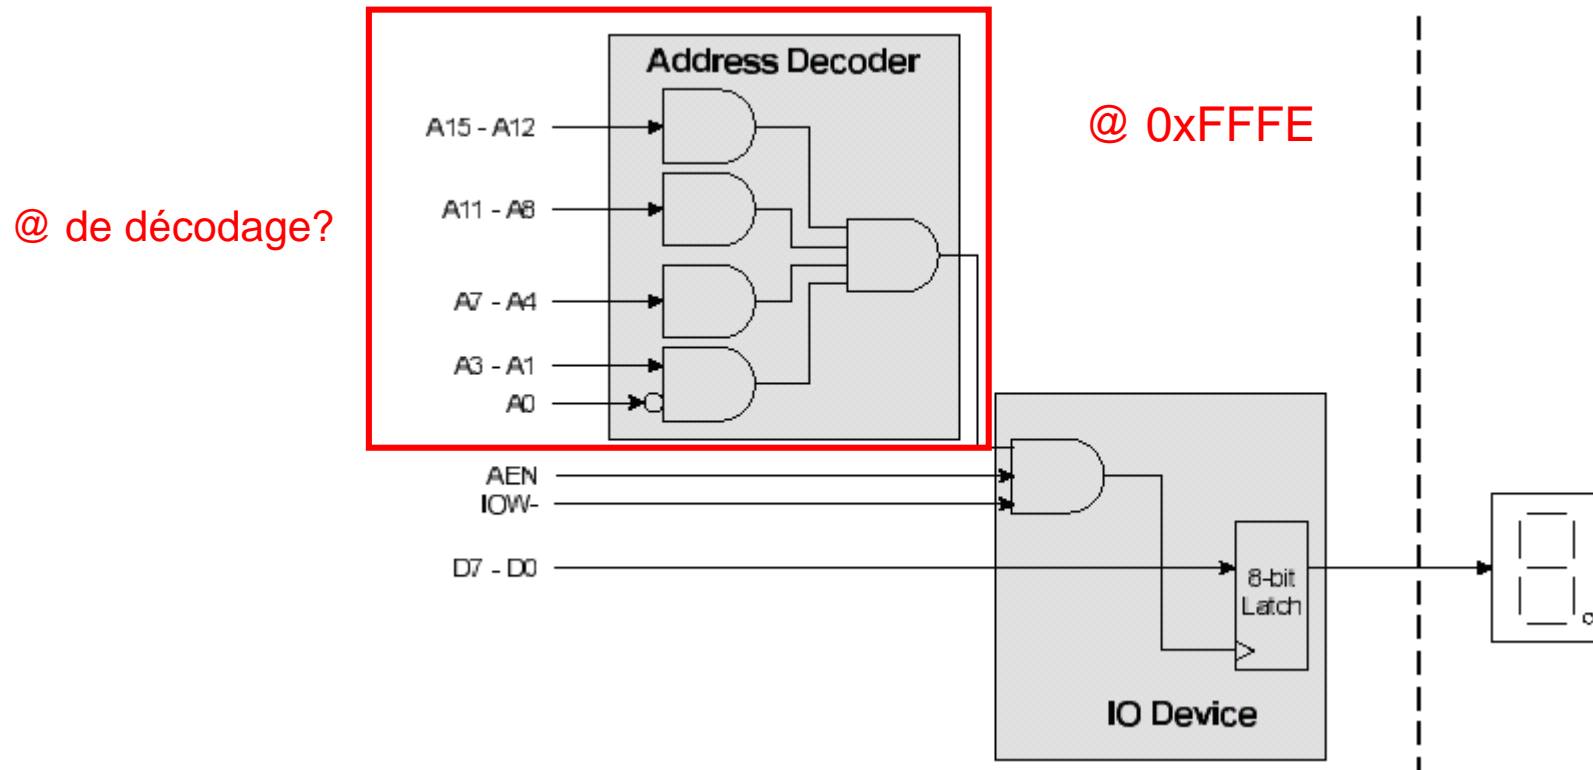 Address Decoder
A15 - A12
@ 0xFFFE
A11 - A8
@ de décodage?
A7 - A4
A3 - A1
A0
AEN
IOW-
D7 - D0
8-bit
Latch
IO Device